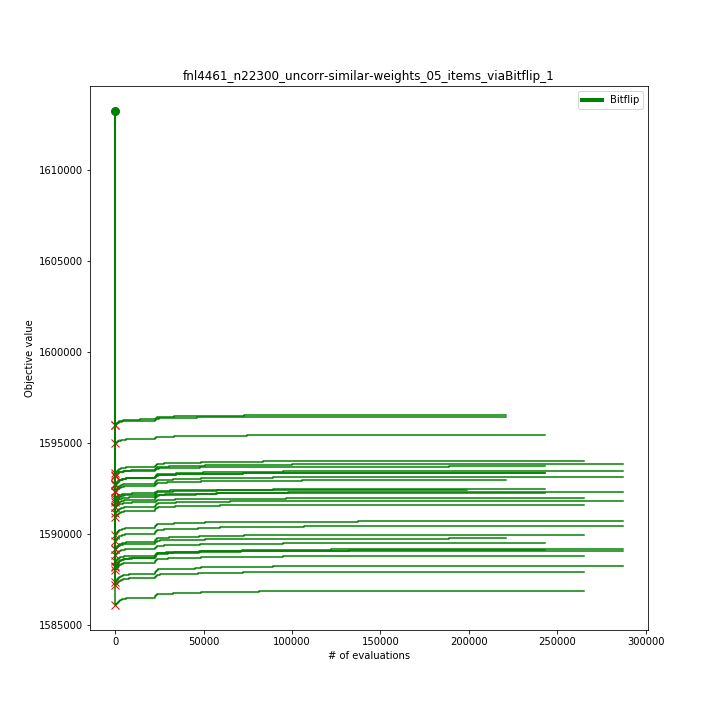 fnl4461_n22300_uncorr-similar-weights_05_items_viaBitflip_1
Bitflip
Objective value
1610000
1605000
1600000
1595000
1590000
1585000
0 50000 100000 150000 200000 250000 300000
# of evaluations